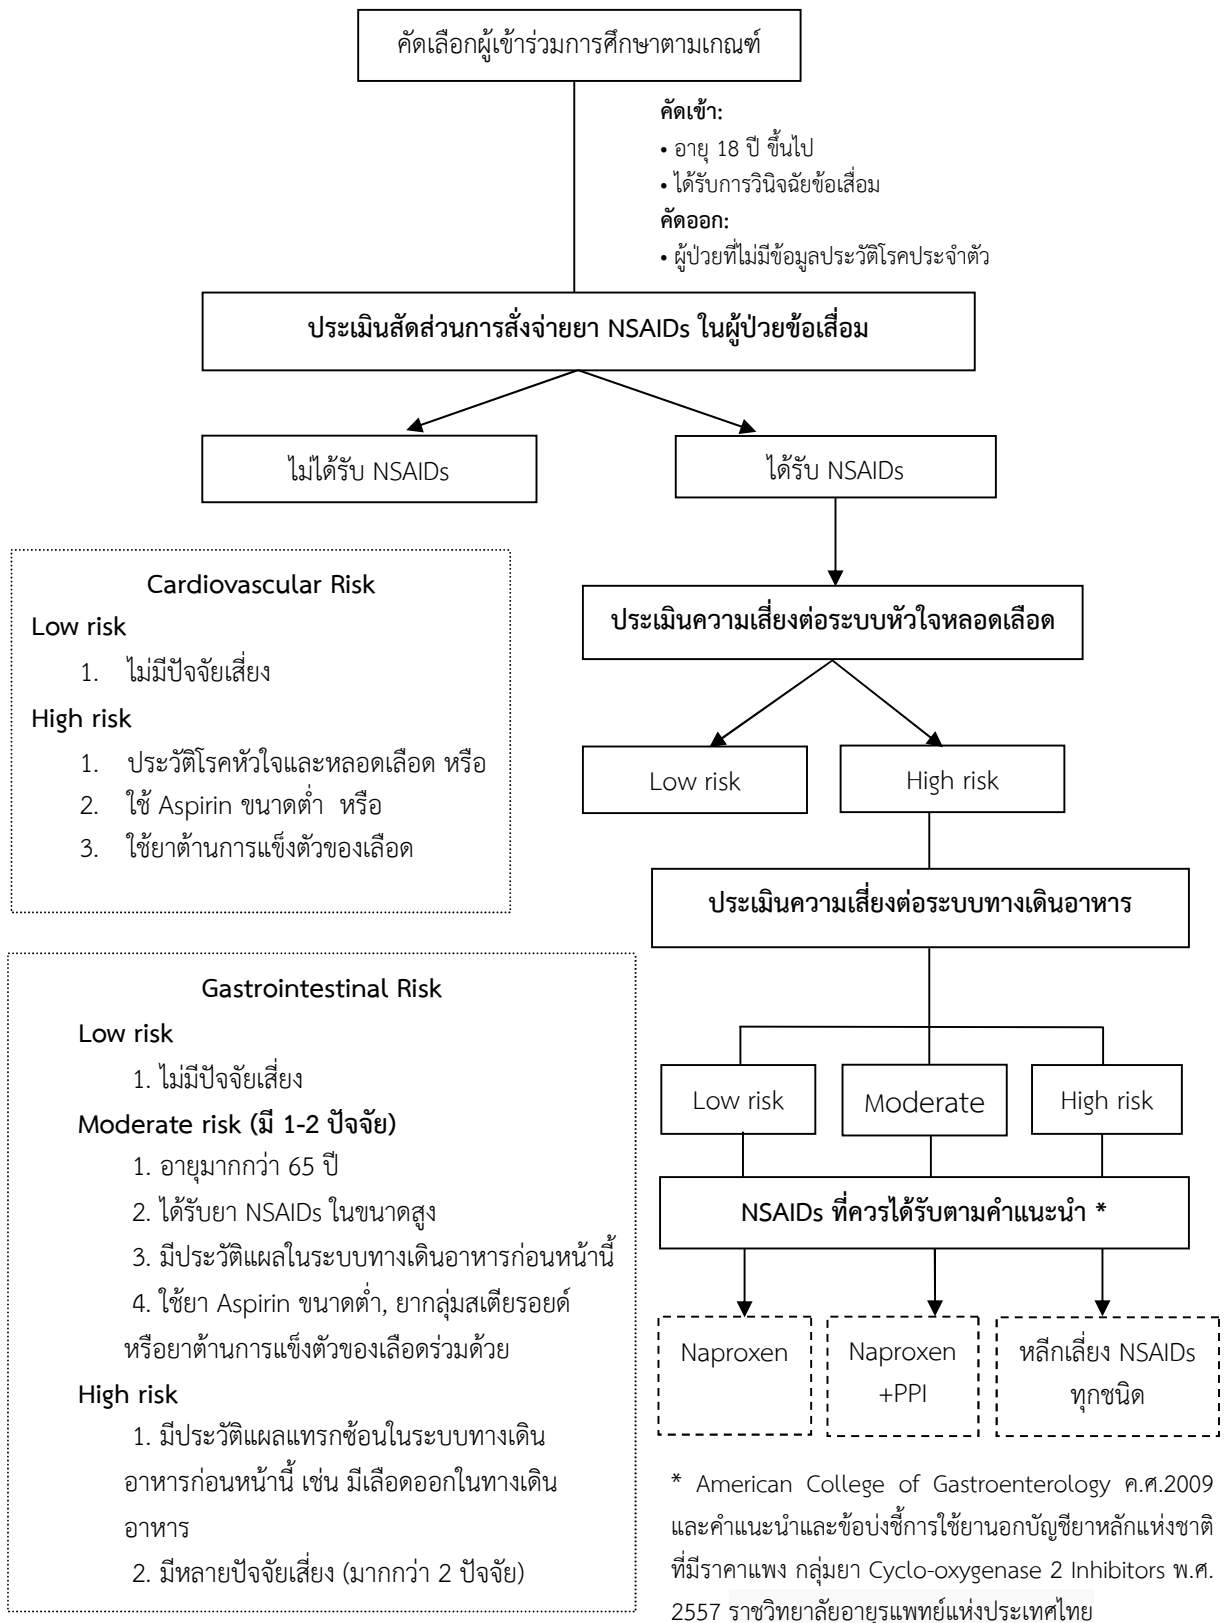 คัดเลือกผู้เข้าร่วมการศึกษาตามเกณฑ์
คัดเข้า:
• อายุ 18 ปี ขึ้นไป
• ได้รับการวินิจฉัยข้อเสื่อม
คัดออก:
• ผู้ป่วยที่ไม่มีข้อมูลประวัติโรคประจำตัว
ประเมินสัดส่วนการสั่งจ่ายยา NSAIDs ในผู้ป่วยข้อเสื่อม
ไม่ได้รับ NSAIDs
ได้รับ NSAIDs
Cardiovascular Risk
Low risk
1. ไม่มีปัจจัยเสี่ยง
High risk
1. ประวัติโรคหัวใจและหลอดเลือด หรือ
2. ใช้ Aspirin ขนาดต่ำ หรือ
3. ใช้ยาต้านการแข็งตัวของเลือด
ประเมินความเสี่ยงต่อระบบหัวใจหลอดเลือด
Low risk
High risk
ประเมินความเสี่ยงต่อระบบทางเดินอาหาร
Gastrointestinal Risk
Low risk
1. ไม่มีปัจจัยเสี่ยง
Moderate risk (มี 1-2 ปัจจัย)
1. อายุมากกว่า 65 ปี
2. ได้รับยา NSAIDs ในขนาดสูง
3. มีประวัติแผลในระบบทางเดินอาหารก่อนหน้านี้
4. ใช้ยา Aspirin ขนาดต่ำ, ยากลุ่มสเตียรอยด์
หรือยาต้านการแข็งตัวของเลือดร่วมด้วย
High risk
1. มีประวัติแผลแทรกซ้อนในระบบทางเดิน
อาหารก่อนหน้านี้ เช่น มีเลือดออกในทางเดิน
อาหาร
2. มีหลายปัจจัยเสี่ยง (มากกว่า 2 ปัจจัย)
Low risk
Moderate
High risk
NSAIDs ที่ควรได้รับตามคำแนะนำ *
Naproxen
Naproxen
+PPI
หลีกเลี่ยง NSAIDs
ทุกชนิด
* American College of Gastroenterology ค.ศ.2009
และคำแนะนำและข้อบ่งชี้การใช้ยานอกบัญชียาหลักแห่งชาติ
ที่มีราคาแพง กลุ่มยา Cyclo-oxygenase 2 Inhibitors พ.ศ.
2557 ราชวิทยาลัยอายุรแพทย์แห่งประเทศไทย